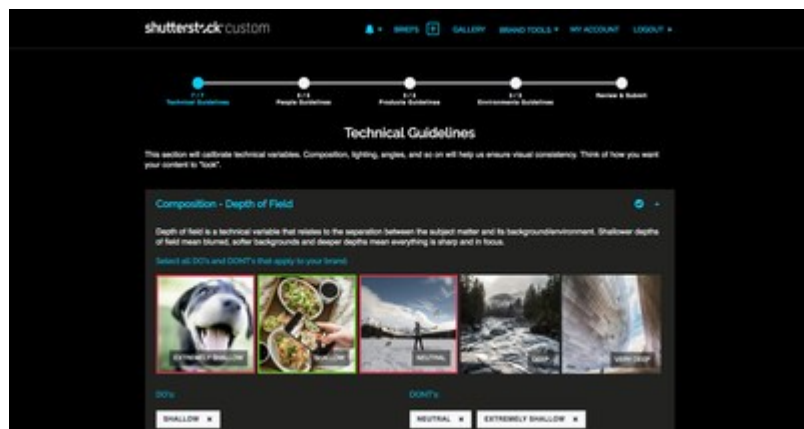 shutterstock custom
BRIEFS
GALLERY
BRAND TOOLS
MY ACCOUNT
LOGOUT
7 / 7
Technical Guidelines
People Guidelines
Products Guidelines
Environments Guidelines
Review & Submit
Technical Guidelines
This section will calibrate technical variables. Composition, lighting, angles, and so on will help us ensure visual consistency. Think of how you want
your content to "look".
Composition - Depth of Field
Depth of field is a technical variable that relates to the separation between the subject matter and its background/environment. Shallower depths
of field mean blurred, softer backgrounds and deeper depths mean everything is sharp and in focus.
Select all DO's and DONT's that apply to your brand
EXTREMELY SHALLOW
SHALLOW
NEUTRAL
DEEP
VERY DEEP
DO's
DONT's
SHALLOW x
NEUTRAL x
EXTREMELY SHALLOW x